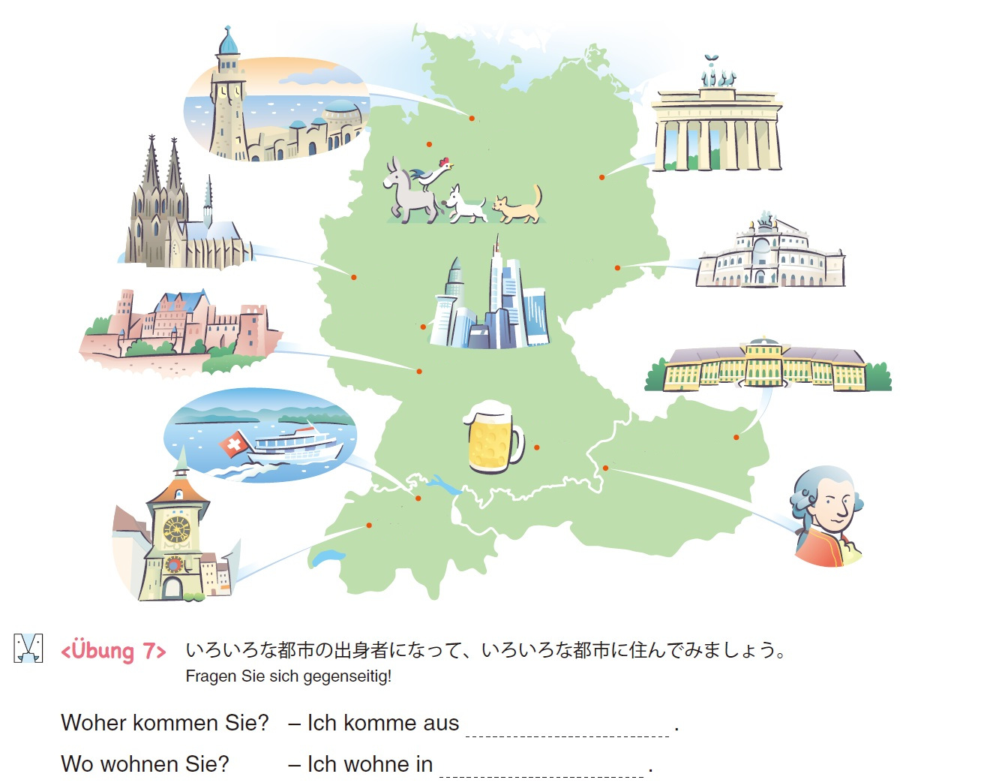 <Übung 7> いろいろな都市の出身者になって、いろいろな都市に住んでみましょう。
Fragen Sie sich gegenseitig!
Woher kommen Sie? – Ich komme aus .
Wo wohnen Sie? – Ich wohne in .